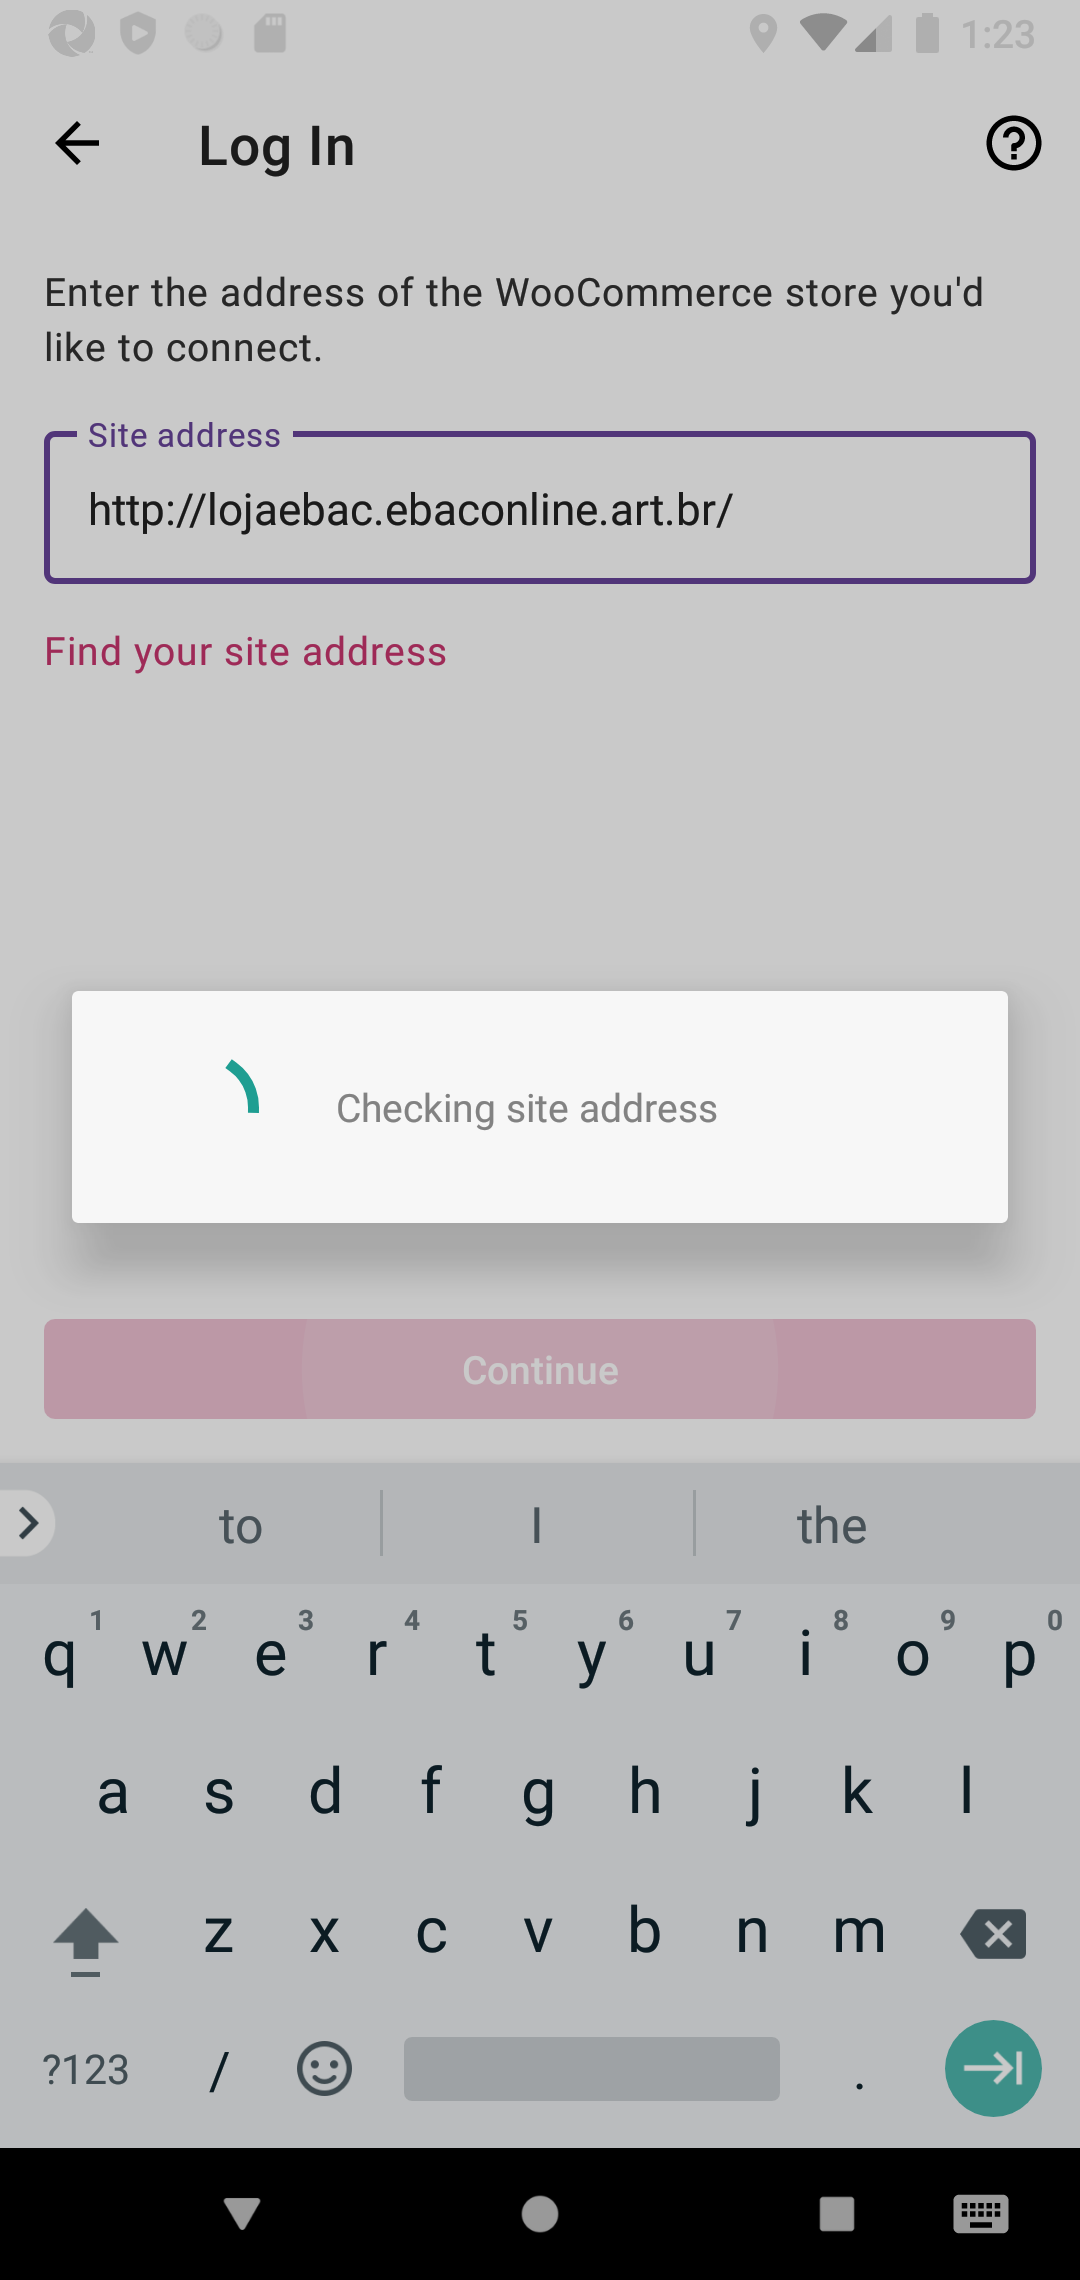 1:23
Log In
Enter the address of the WooCommerce store you'd
like to connect.
Site address
http://lojaebac.ebaconline.art.br/
Find your site address
Checking site address
Continue
to I the
1 2 3 4 5 6 7 8 9 0
q w e r t y u i o p
a s d f g h j k l
z x c v b n m
?123 / .